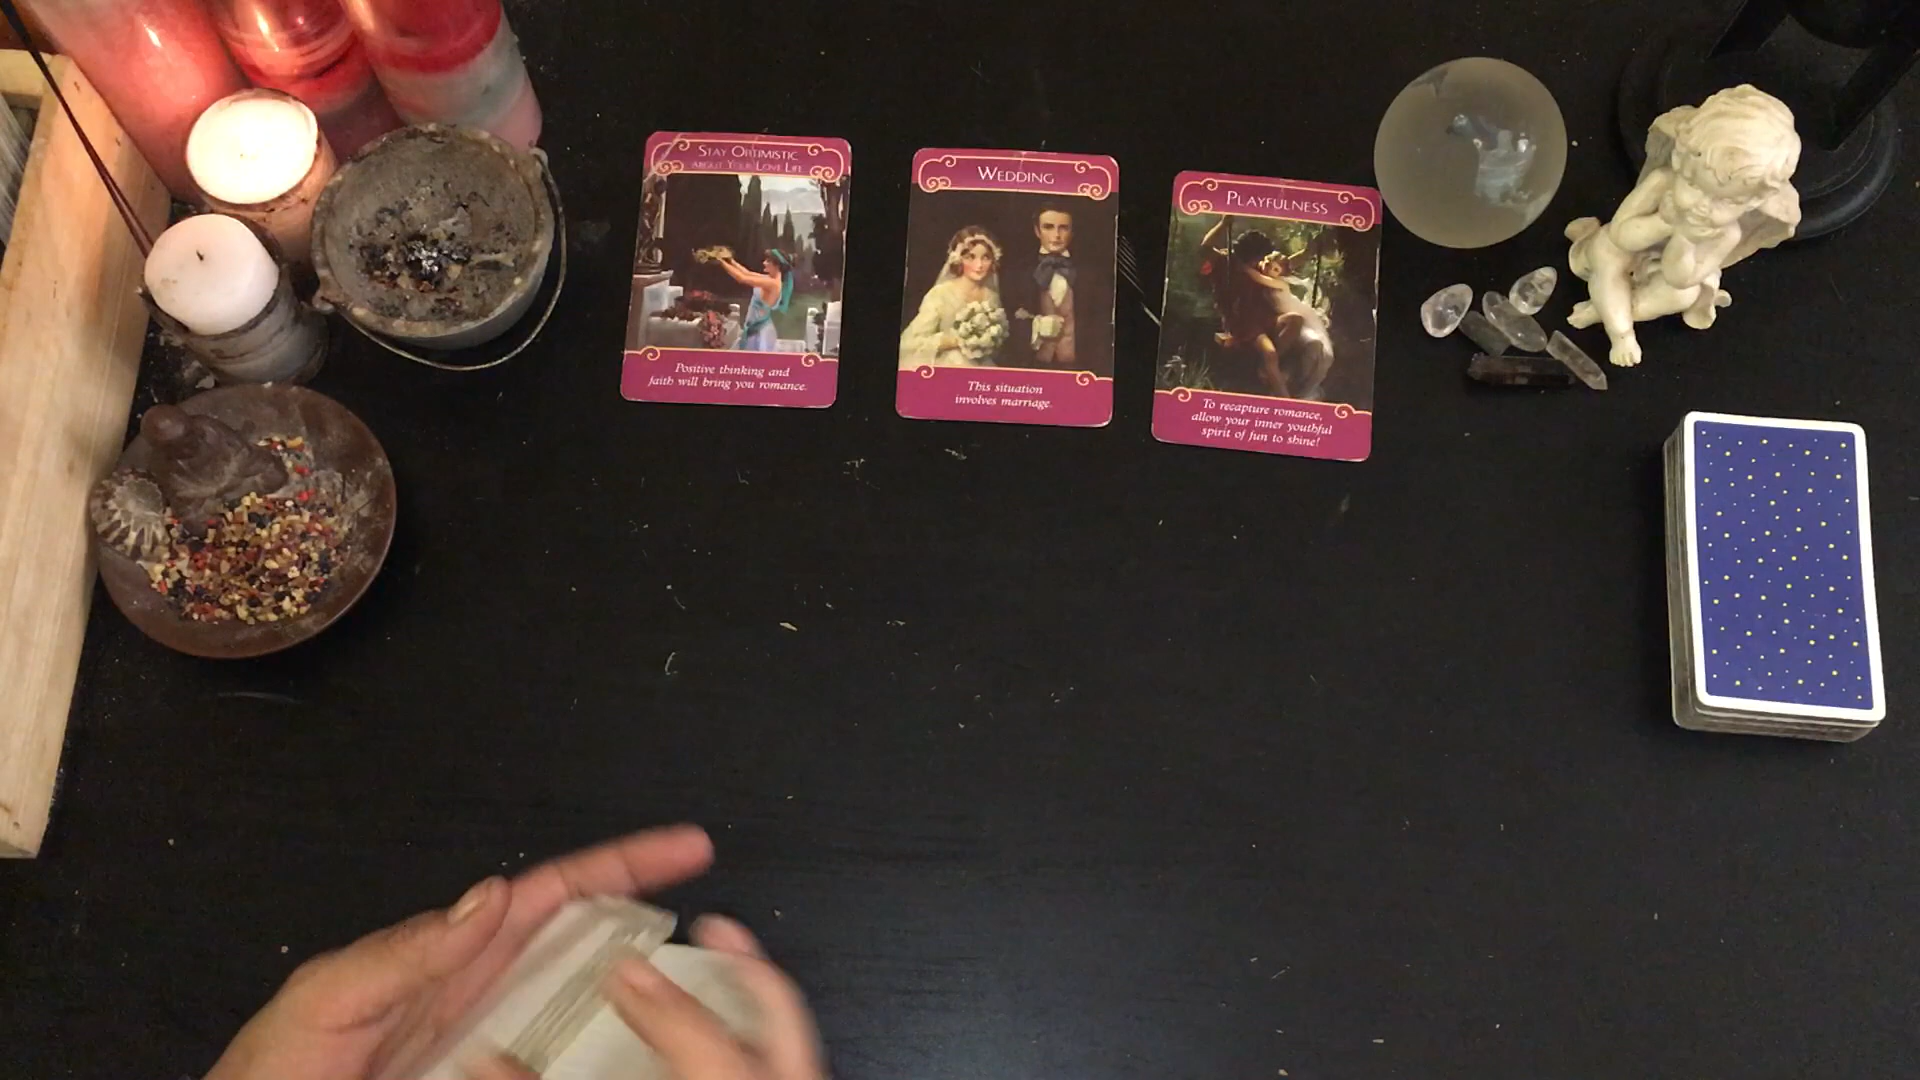 STAY OPTIMISTIC
ABOUT YOUR LOVE LIFE
Positive thinking and
faith will bring you romance.
WEDDING
This situation
involves marriage.
PLAYFULNESS
To recapture romance,
allow your inner youthful
spirit of fun to shine!